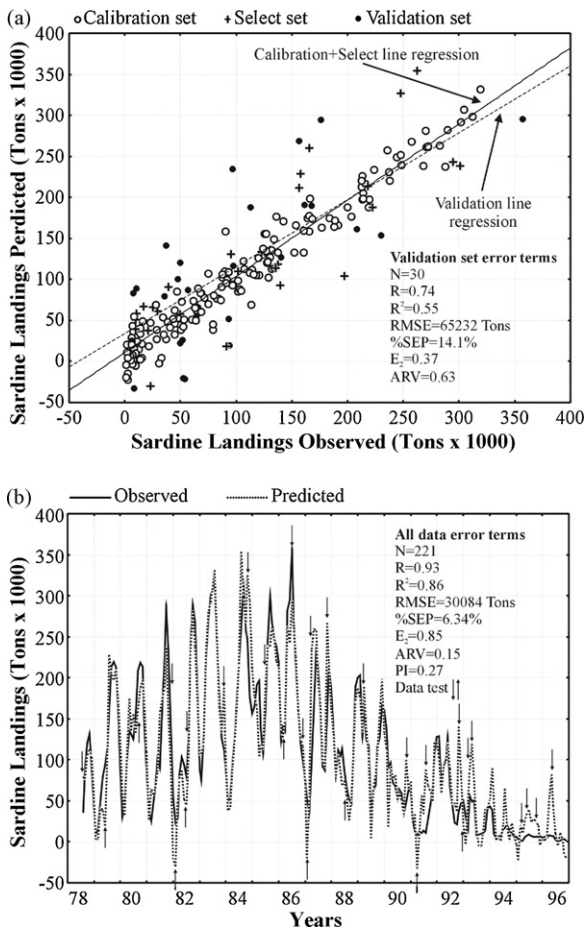 (a) Calibration set Select set Validation set
Sardine Landings Perdicted (Tons x 1000)
400
350
300
250
200
150
100
50
0
-50
Calibration+Select line regression
Validation line
regression
Validation set error terms
N=30
R=0.74
R²=0.55
RMSE=65232 Tons
%SEP=14.1%
E₂=0.37
ARV=0.63
-50 0 50 100 150 200 250 300 350 400
Sardine Landings Observed (Tons x 1000)
(b) Observed Predicted
Sardine Landings (Tons x 1000)
400
350
300
250
200
150
100
50
0
-50
All data error terms
N=221
R=0.93
R²=0.86
RMSE=30084 Tons
%SEP=6.34%
E₂=0.85
ARV=0.15
PI=0.27
Data test
78 80 82 84 86 88 90 92 94 96
Years